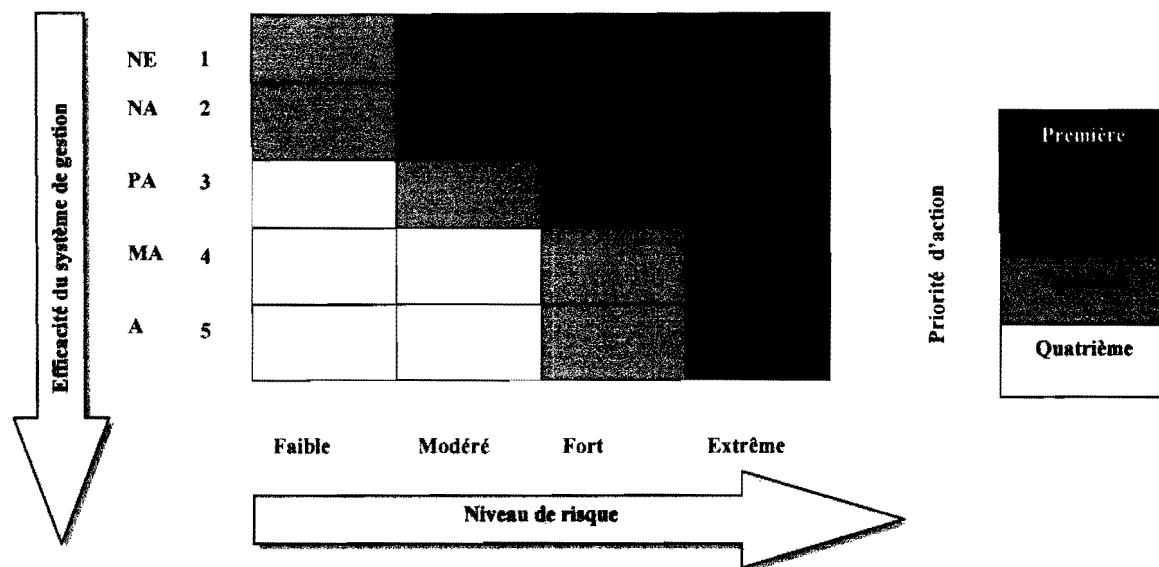 Efficacité du système de gestion
NE 1
NA 2
PA 3
MA 4
A 5
Faible Modéré Fort Extrême
Niveau de risque
Priorité d'action
Première
Quatrième